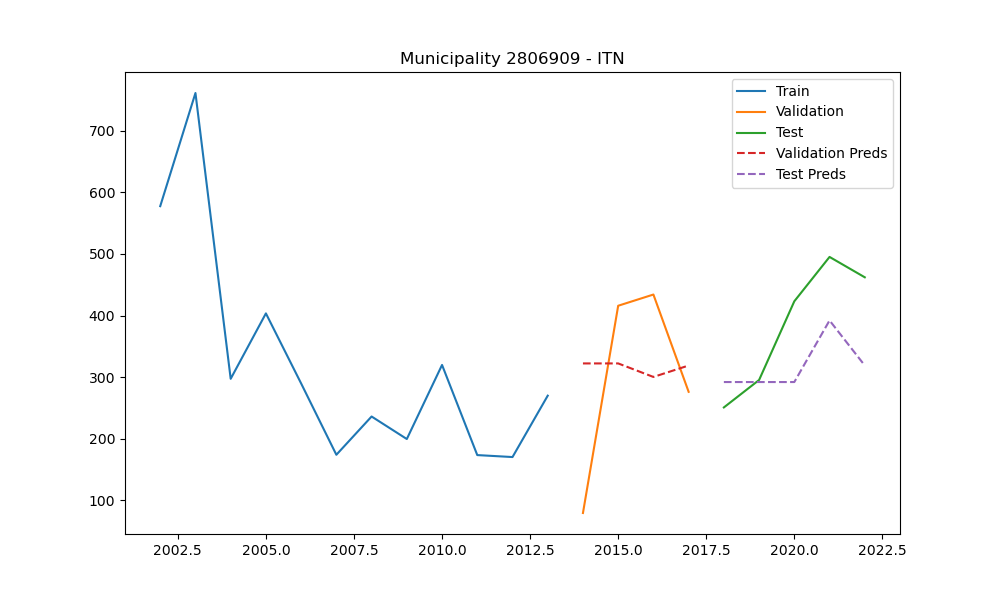 Municipality 2806909 - ITN
Train
Validation
Test
Validation Preds
Test Preds
700
600
500
400
300
200
100
2002.5 2005.0 2007.5 2010.0 2012.5 2015.0 2017.5 2020.0 2022.5